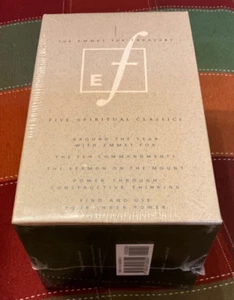 THE EMMET FOX TREASURY
E f
FIVE SPIRITUAL CLASSICS
AROUND THE YEAR
WITH EMMET FOX
THE TEN COMMANDMENTS
THE SERMON ON THE MOUNT
POWER THROUGH
CONSTRUCTIVE THINKING
FIND AND USE
YOUR INNER POWER